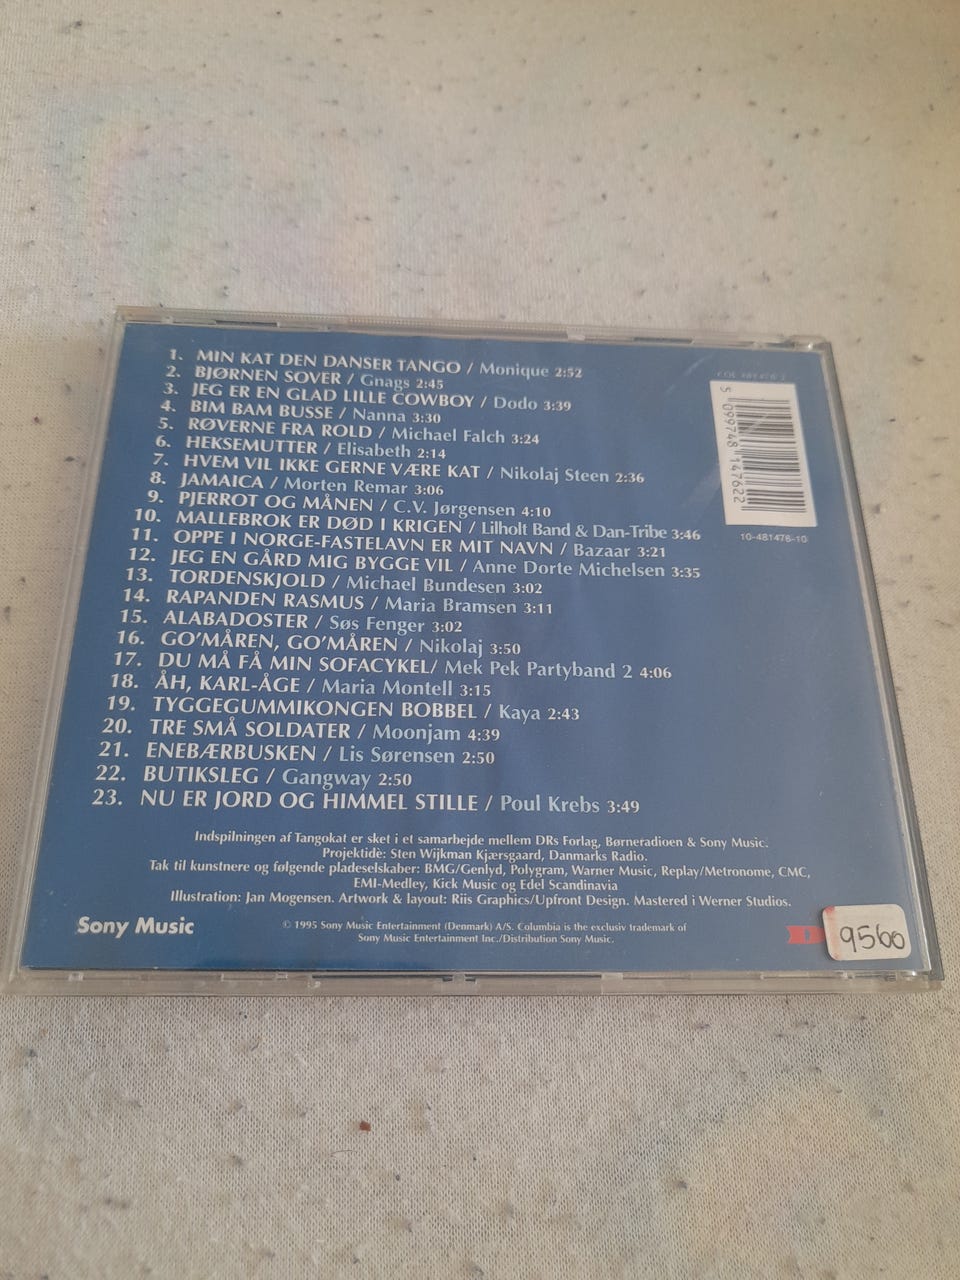 1. MIN KAT DEN DANSER TANGO / Monique 2:52
2. BJØRNEN SOVER / Gnags 2:45
3. JEG ER EN GLAD LILLE COWBOY / Dodo 3:39
4. BIM BAM BUSSE / Nanna 3:30
5. RØVERNE FRA ROLD / Michael Falch 3:24
6. HEKSEMUTTER / Elisabeth 2:14
7. HVEM VIL IKKE GERNE VÆRE KAT / Nikolaj Steen 2:36
8. JAMAICA / Morten Remar 3:06
9. PJERROT OG MÅNEN / C.V. Jørgensen 4:10
10. MALLEBROK ER DØD I KRIGEN / Lilholt Band & Dan-Tribe 3:46
11. OPPE I NORGE-FASTELAVN ER MIT NAVN / Bazaar 3:21
12. JEG EN GÅRD MIG BYGGE VIL / Anne Dorte Michelsen 3:35
13. TORDENSKJOLD / Michael Bundesen 3:02
14. RAPANDEN RASMUS / Maria Bramsen 3:11
15. ALABADOSTER / Søs Fenger 3:02
16. GO'MÅREN, GO'MÅREN / Nikolaj 3:50
17. DU MÅ FÅ MIN SOFACYKEL/ Mek Pek Partyband 2 4:06
18. ÅH, KARL-ÅGE / Maria Montell 3:15
19. TYGGEGUMMIKONGEN BOBBEL / Kaya 2:43
20. TRE SMÅ SOLDATER / Moonjam 4:39
21. ENEBÆRBUSKEN / Lis Sørensen 2:50
22. BUTIKSLEG / Gangway 2:50
23. NU ER JORD OG HIMMEL STILLE / Poul Krebs 3:49
5 099748 147622
10-481476-10
Indspilningen af Tangokat er sket i et samarbejde mellem DRs Forlag, Børneradioen & Sony Music.
Projektidè: Sten Wijkman Kjærsgaard, Danmarks Radio.
Tak til kunstnere og følgende pladeselskaber: BMG/Genlyd, Polygram, Warner Music, Replay/Metronome, CMC,
EMI-Medley, Kick Music og Edel Scandinavia
Illustration: Jan Mogensen. Artwork & layout: Riis Graphics/Upfront Design. Mastered i Werner Studios.
Sony Music
© 1995 Sony Music Entertainment (Denmark) A/S. Columbia is the exclusiv trademark of
Sony Music Entertainment Inc./Distribution Sony Music.
9560